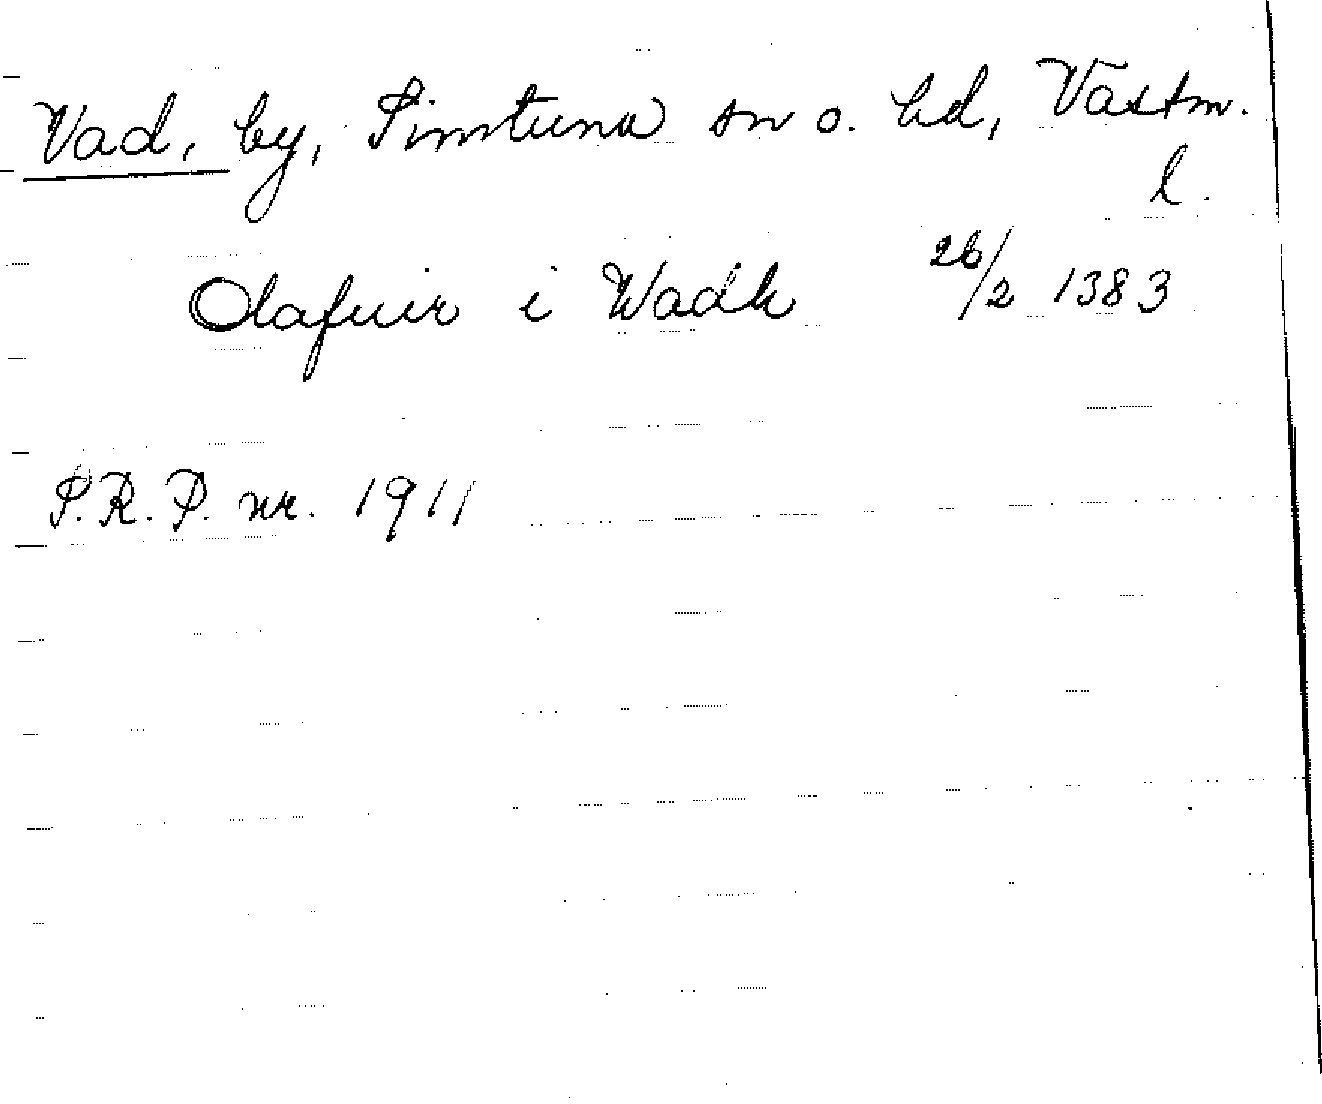 Vad, by, Simtuna sn o. hd, Västm.
l.
Olafuir i Wadh 26/2 1383
S.R.P. nr. 1911